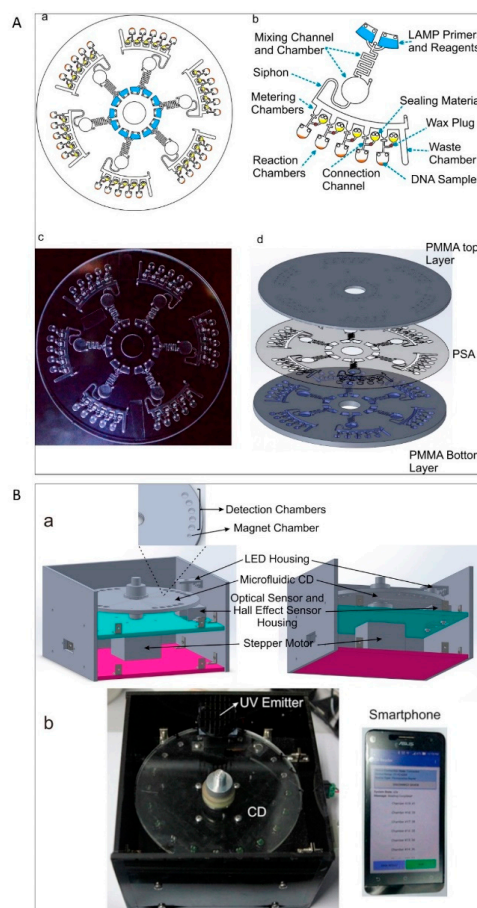 A
a
b
Mixing Channel
and Chamber
LAMP Primer
and Reagents
Siphon
Metering
Chambers
Sealing Material
Wax Plug
Waste
Chamber
Reaction
Chambers
Connection
Channel
DNA Sample
c
d
PMMA top
Layer
PSA
PMMA Bottom
Layer
B
a
Detection Chambers
Magnet Chamber
LED Housing
Microfluidic CD
Optical Sensor and
Hall Effect Sensor
Housing
Stepper Motor
b
UV Emitter
CD
Smartphone